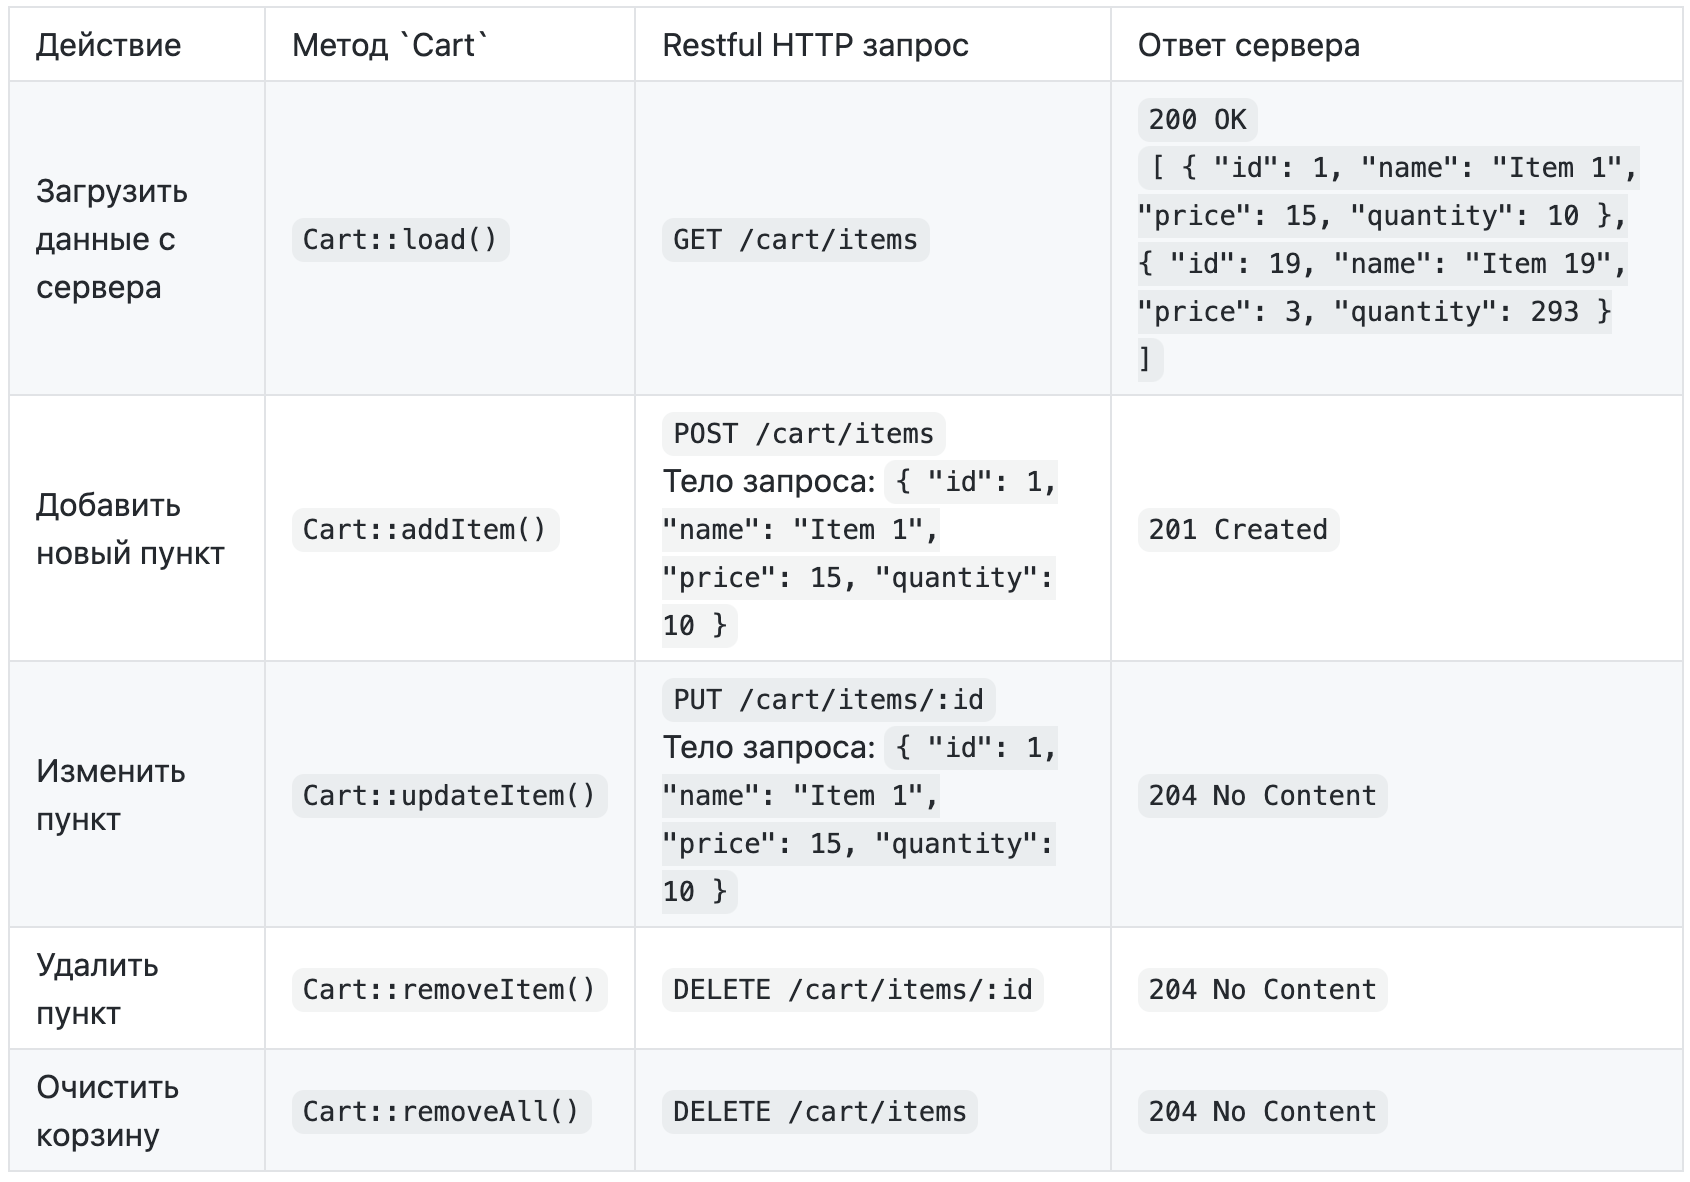 Действие
Метод `Cart`
Restful HTTP запрос
Ответ сервера
Загрузить
данные с
сервера
Cart::load()
GET /cart/items
200 OK
[ { "id": 1, "name": "Item 1",
"price": 15, "quantity": 10 },
{ "id": 19, "name": "Item 19",
"price": 3, "quantity": 293 }
]
Добавить
новый пункт
Cart::addItem()
POST /cart/items
Тело запроса: { "id": 1,
"name": "Item 1",
"price": 15, "quantity":
10 }
201 Created
Изменить
пункт
Cart::updateItem()
PUT /cart/items/:id
Тело запроса: { "id": 1,
"name": "Item 1",
"price": 15, "quantity":
10 }
204 No Content
Удалить
пункт
Cart::removeItem()
DELETE /cart/items/:id
204 No Content
Очистить
корзину
Cart::removeAll()
DELETE /cart/items
204 No Content